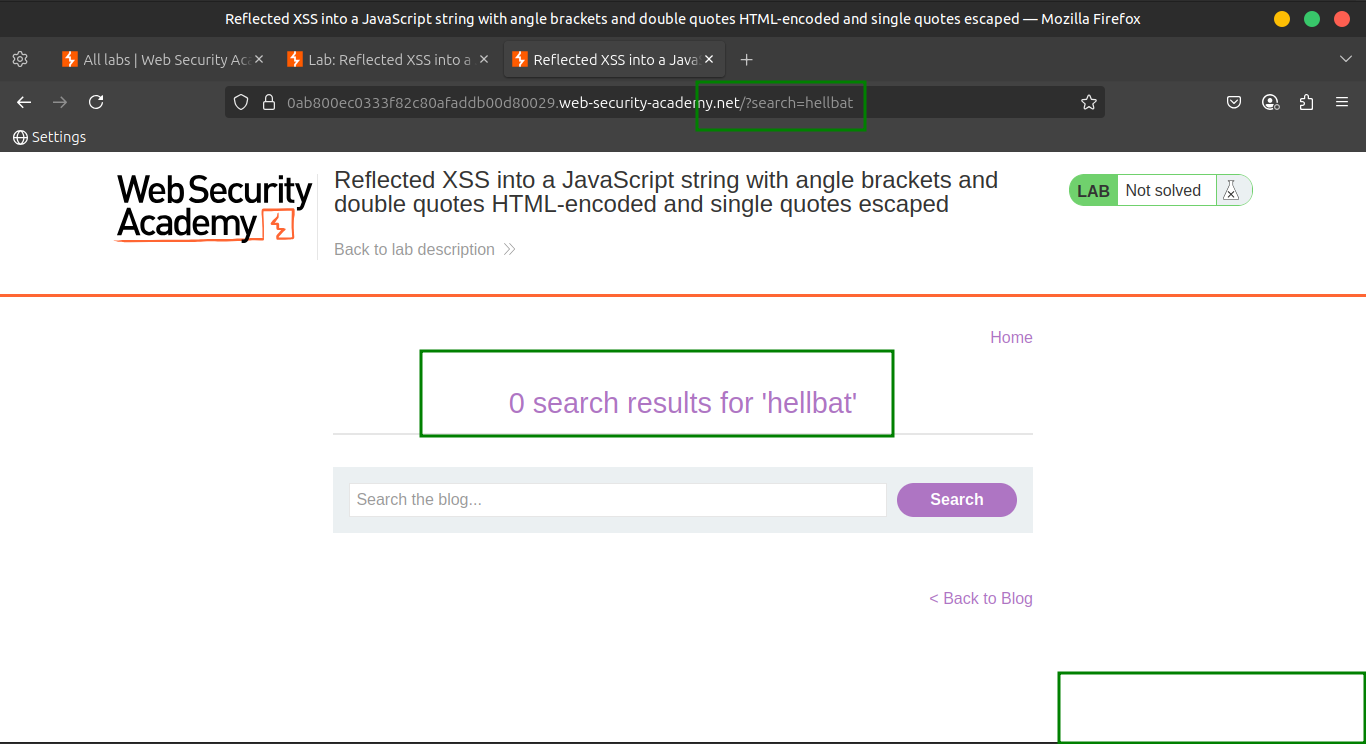 Reflected XSS into a JavaScript string with angle brackets and double quotes HTML-encoded and single quotes escaped — Mozilla Firefox
All labs | Web Security Ac
Lab: Reflected XSS into a
Reflected XSS into a Java
0ab800ec0333f82c80afaddb00d80029.web-security-academy.net/?search=hellbat
Settings
Web Security
Academy
Reflected XSS into a JavaScript string with angle brackets and
double quotes HTML-encoded and single quotes escaped
LAB Not solved
Back to lab description
Home
0 search results for 'hellbat'
Search the blog...
Search
< Back to Blog